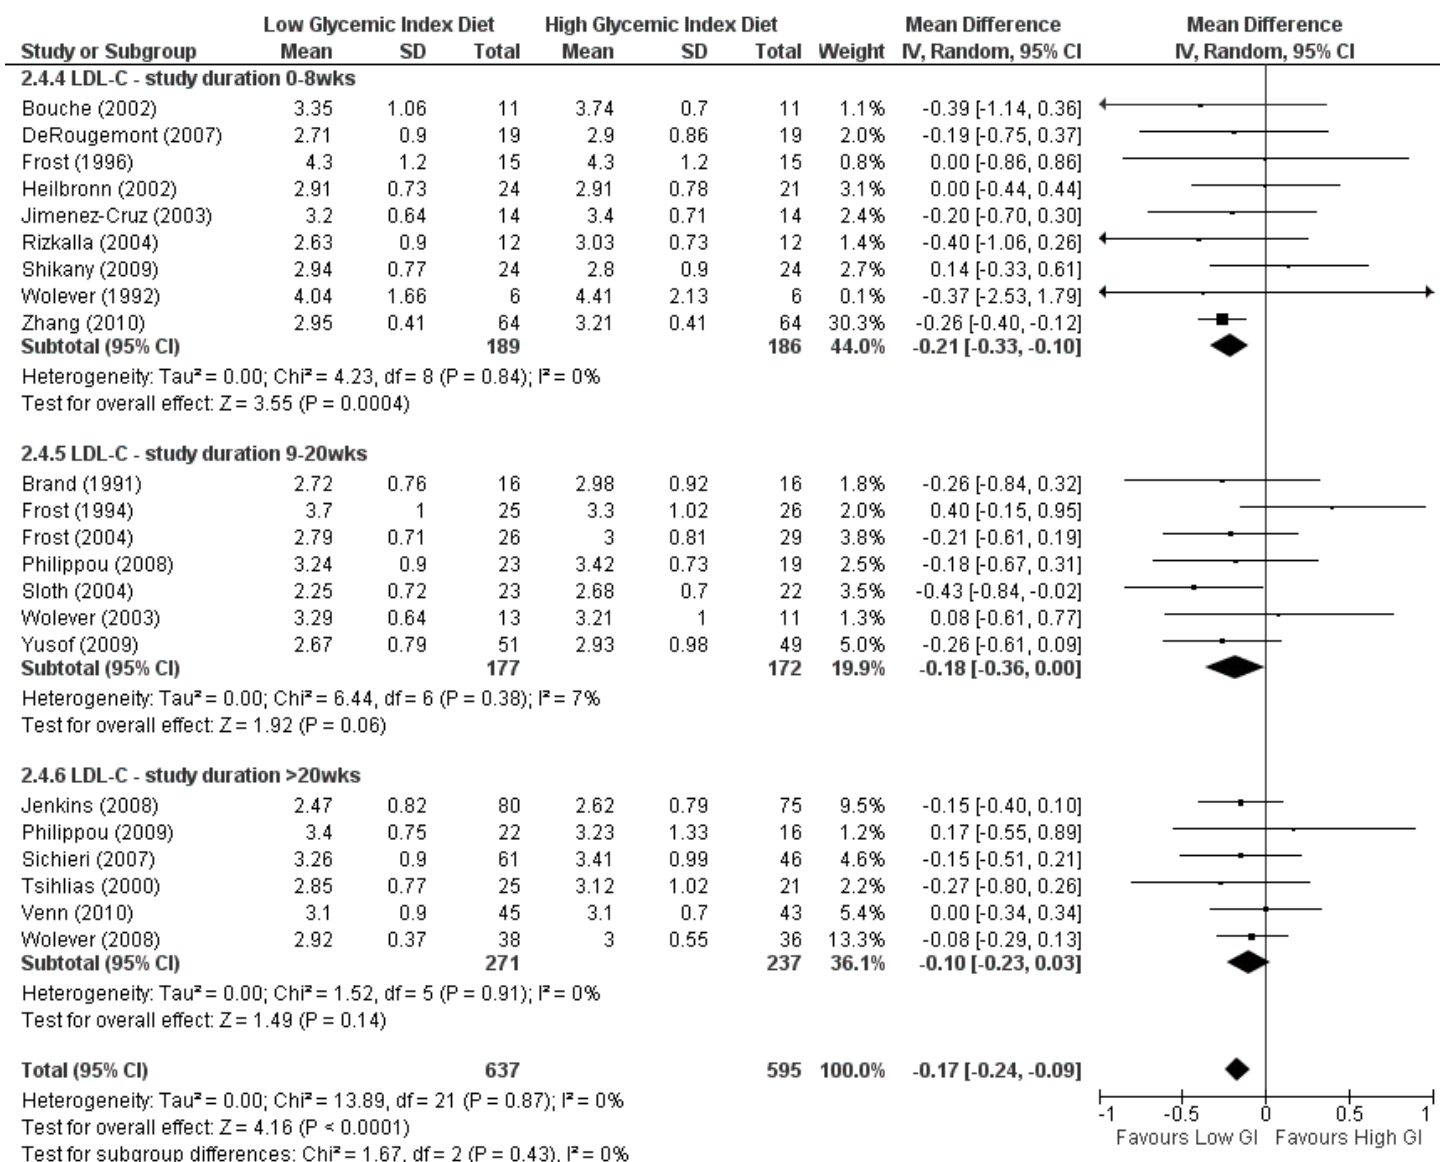 Low Glycemic Index Diet High Glycemic Index Diet Mean Difference Mean Difference
Study or Subgroup Mean SD Total Mean SD Total Weight IV, Random, 95% CI IV, Random, 95% CI
2.4.4 LDL-C - study duration 0-8wks
Bouche (2002) 3.35 1.06 11 3.74 0.7 11 1.1% -0.39 [-1.14, 0.36]
DeRougemont (2007) 2.71 0.9 19 2.9 0.86 19 2.0% -0.19 [-0.75, 0.37]
Frost (1996) 4.3 1.2 15 4.3 1.2 15 0.8% 0.00 [-0.86, 0.86]
Heilbronn (2002) 2.91 0.73 24 2.91 0.78 21 3.1% 0.00 [-0.44, 0.44]
Jimenez-Cruz (2003) 3.2 0.64 14 3.4 0.71 14 2.4% -0.20 [-0.70, 0.30]
Rizkalla (2004) 2.63 0.9 12 3.03 0.73 12 1.4% -0.40 [-1.06, 0.26]
Shikany (2009) 2.94 0.77 24 2.8 0.9 24 2.7% 0.14 [-0.33, 0.61]
Wolever (1992) 4.04 1.66 6 4.41 2.13 6 0.1% -0.37 [-2.53, 1.79]
Zhang (2010) 2.95 0.41 64 3.21 0.41 64 30.3% -0.26 [-0.40, -0.12]
Subtotal (95% CI) 189 186 44.0% -0.21 [-0.33, -0.10]
Heterogeneity: Tau² = 0.00; Chi² = 4.23, df = 8 (P = 0.84); I² = 0%
Test for overall effect: Z = 3.55 (P = 0.0004)
2.4.5 LDL-C - study duration 9-20wks
Brand (1991) 2.72 0.76 16 2.98 0.92 16 1.8% -0.26 [-0.84, 0.32]
Frost (1994) 3.7 1 25 3.3 1.02 26 2.0% 0.40 [-0.15, 0.95]
Frost (2004) 2.79 0.71 26 3 0.81 29 3.8% -0.21 [-0.61, 0.19]
Philippou (2008) 3.24 0.9 23 3.42 0.73 19 2.5% -0.18 [-0.67, 0.31]
Sloth (2004) 2.25 0.72 23 2.68 0.7 22 3.5% -0.43 [-0.84, -0.02]
Wolever (2003) 3.29 0.64 13 3.21 1 11 1.3% 0.08 [-0.61, 0.77]
Yusof (2009) 2.67 0.79 51 2.93 0.98 49 5.0% -0.26 [-0.61, 0.09]
Subtotal (95% CI) 177 172 19.9% -0.18 [-0.36, 0.00]
Heterogeneity: Tau² = 0.00; Chi² = 6.44, df = 6 (P = 0.38); I² = 7%
Test for overall effect: Z = 1.92 (P = 0.06)
2.4.6 LDL-C - study duration >20wks
Jenkins (2008) 2.47 0.82 80 2.62 0.79 75 9.5% -0.15 [-0.40, 0.10]
Philippou (2009) 3.4 0.75 22 3.23 1.33 16 1.2% 0.17 [-0.55, 0.89]
Sichieri (2007) 3.26 0.9 61 3.41 0.99 46 4.6% -0.15 [-0.51, 0.21]
Tsihlias (2000) 2.85 0.77 25 3.12 1.02 21 2.2% -0.27 [-0.80, 0.26]
Venn (2010) 3.1 0.9 45 3.1 0.7 43 5.4% 0.00 [-0.34, 0.34]
Wolever (2008) 2.92 0.37 38 3 0.55 36 13.3% -0.08 [-0.29, 0.13]
Subtotal (95% CI) 271 237 36.1% -0.10 [-0.23, 0.03]
Heterogeneity: Tau² = 0.00; Chi² = 1.52, df = 5 (P = 0.91); I² = 0%
Test for overall effect: Z = 1.49 (P = 0.14)
Total (95% CI) 637 595 100.0% -0.17 [-0.24, -0.09]
Heterogeneity: Tau² = 0.00; Chi² = 13.89, df = 21 (P = 0.87); I² = 0%
Test for overall effect: Z = 4.16 (P < 0.0001)
Test for subgroup differences: Chi² = 1.67, df = 2 (P = 0.43), I² = 0%
-1 -0.5 0 0.5 1
Favours Low GI Favours High GI